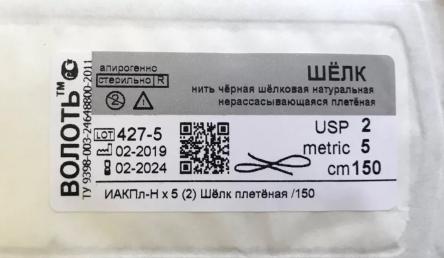 ВОЛОТЬ™
ТУ 9398-003-24648800-2011
апирогенно
стерильно R
ШЁЛК
нить чёрная шёлковая натуральная
нерассасывающаяся плетёная
LOT 427-5
02-2019
02-2024
USP 2
metric 5
cm 150
ИАКПл-Н х 5 (2) Шёлк плетёная /150